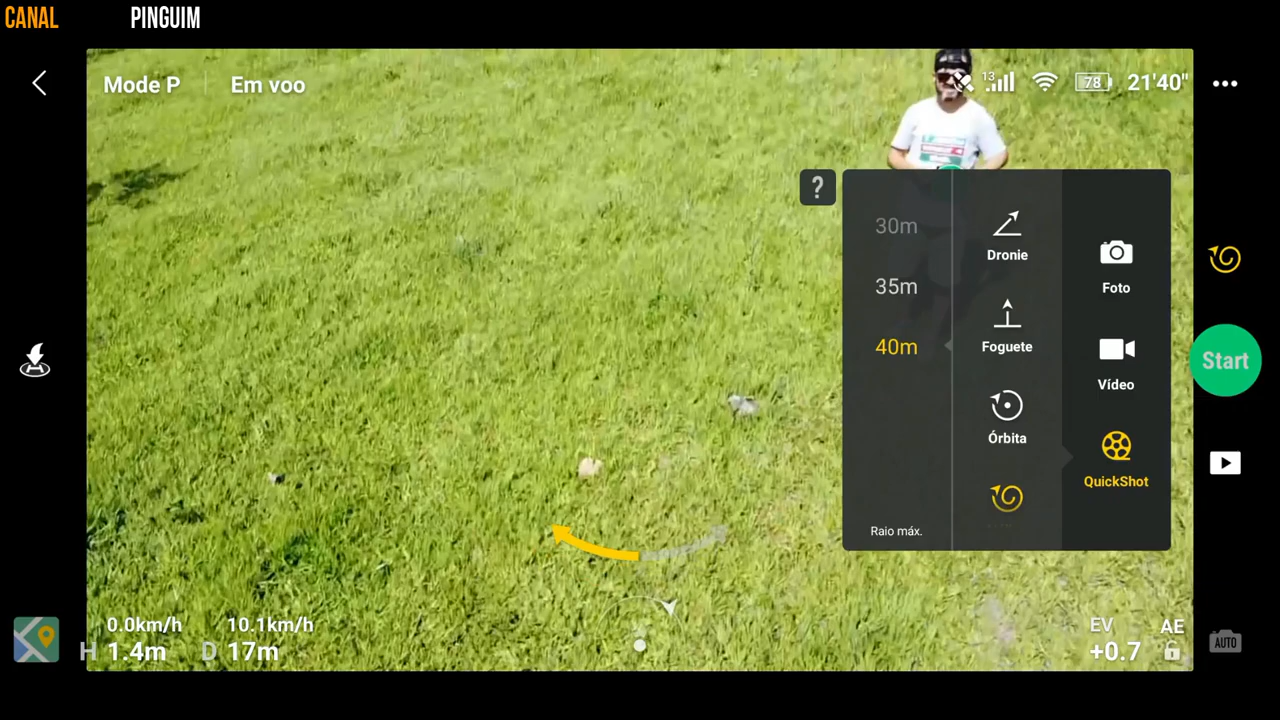 CANAL PINGUIM
Mode P Em voo 13 78 21'40"
?
30m
35m
40m
Raio máx.
Dronie
Foguete
Órbita
Foto
Vídeo
QuickShot
Start
0.0km/h 10.1km/h
H 1.4m D 17m
EV AE
+0.7
AUTO